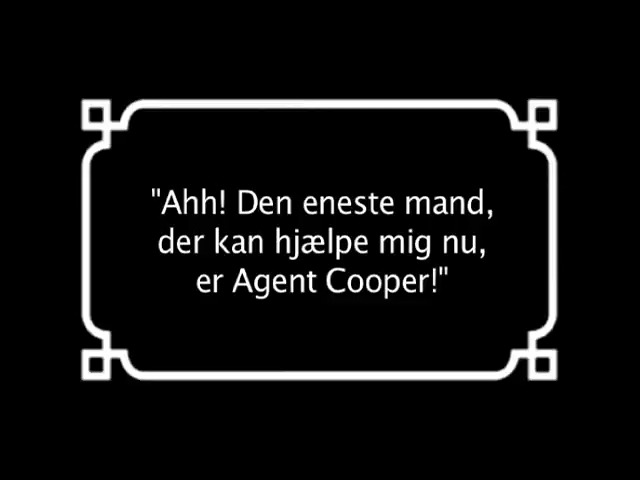 "Ahh! Den eneste mand,
der kan hjælpe mig nu,
er Agent Cooper!"